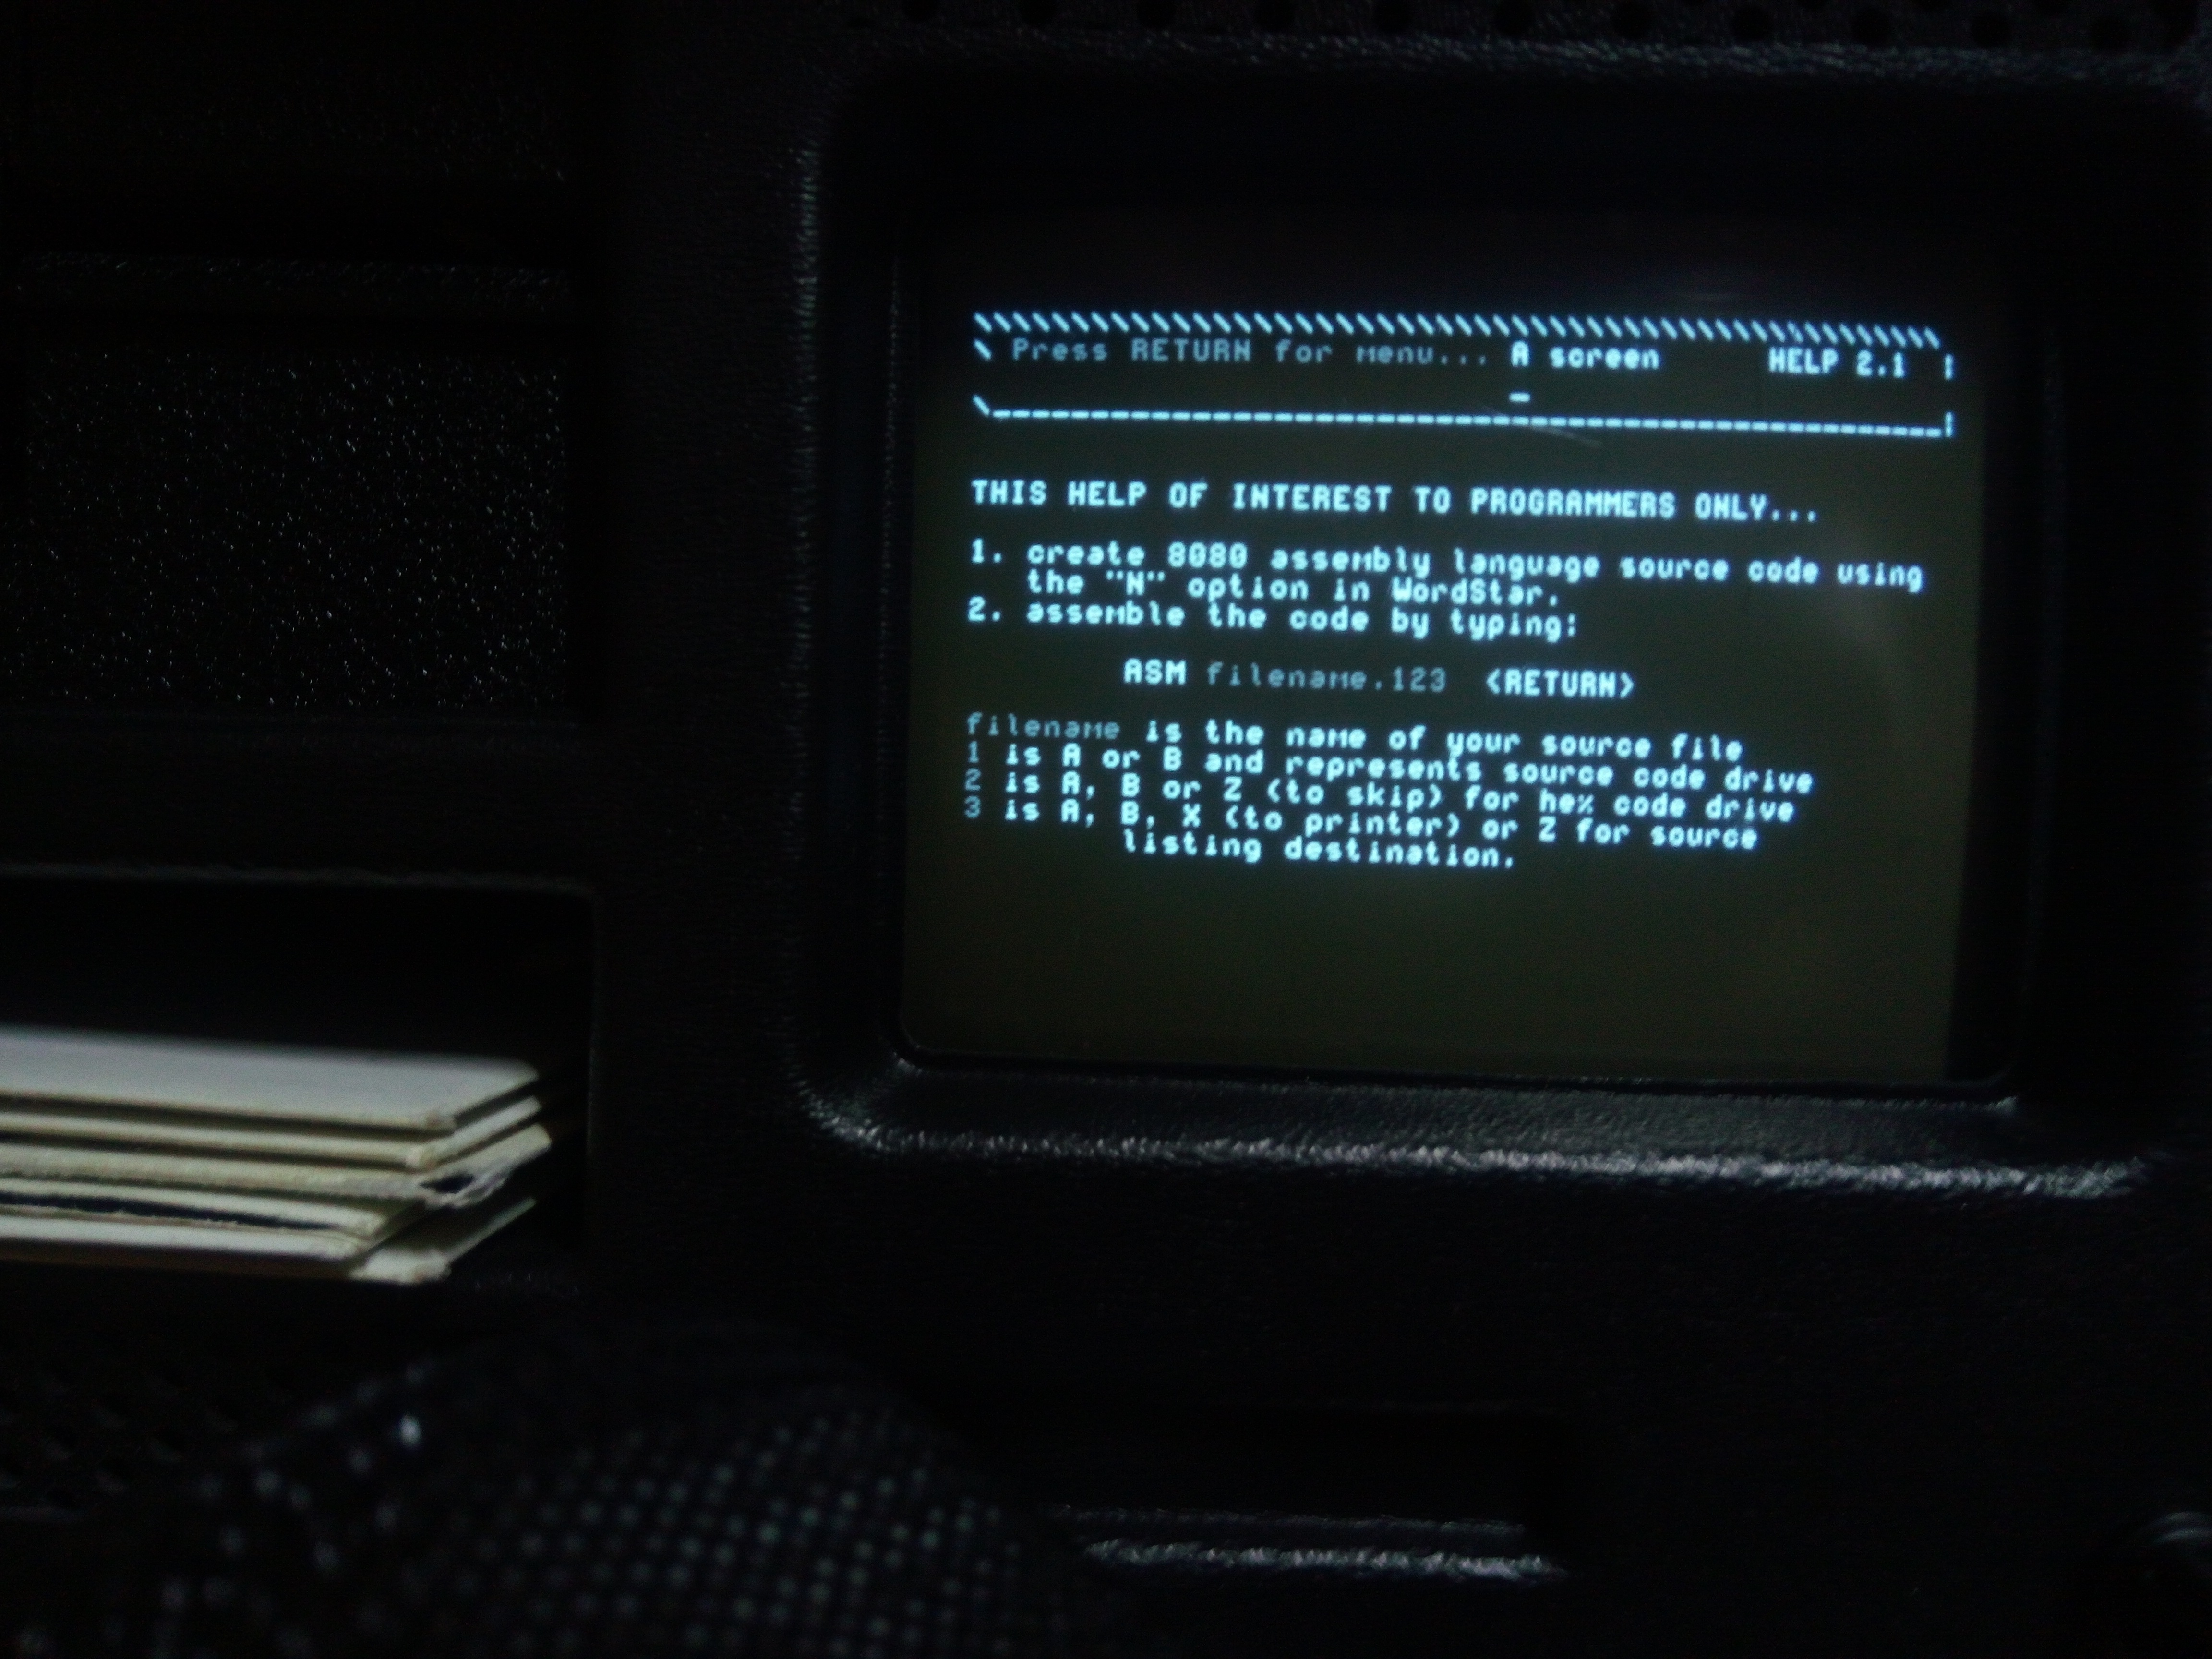 Press RETURN for menu... A screen HELP 2.1
THIS HELP OF INTEREST TO PROGRAMMERS ONLY...
1. create 8080 assembly language source code using
the "N" option in WordStar.
2. assemble the code by typing:
ASM filename.123 <RETURN>
filename is the name of your source file
1 is A or B and represents source code drive
2 is A, B or Z (to skip) for hex code drive
3 is A, B, X (to printer) or Z for source
listing destination.